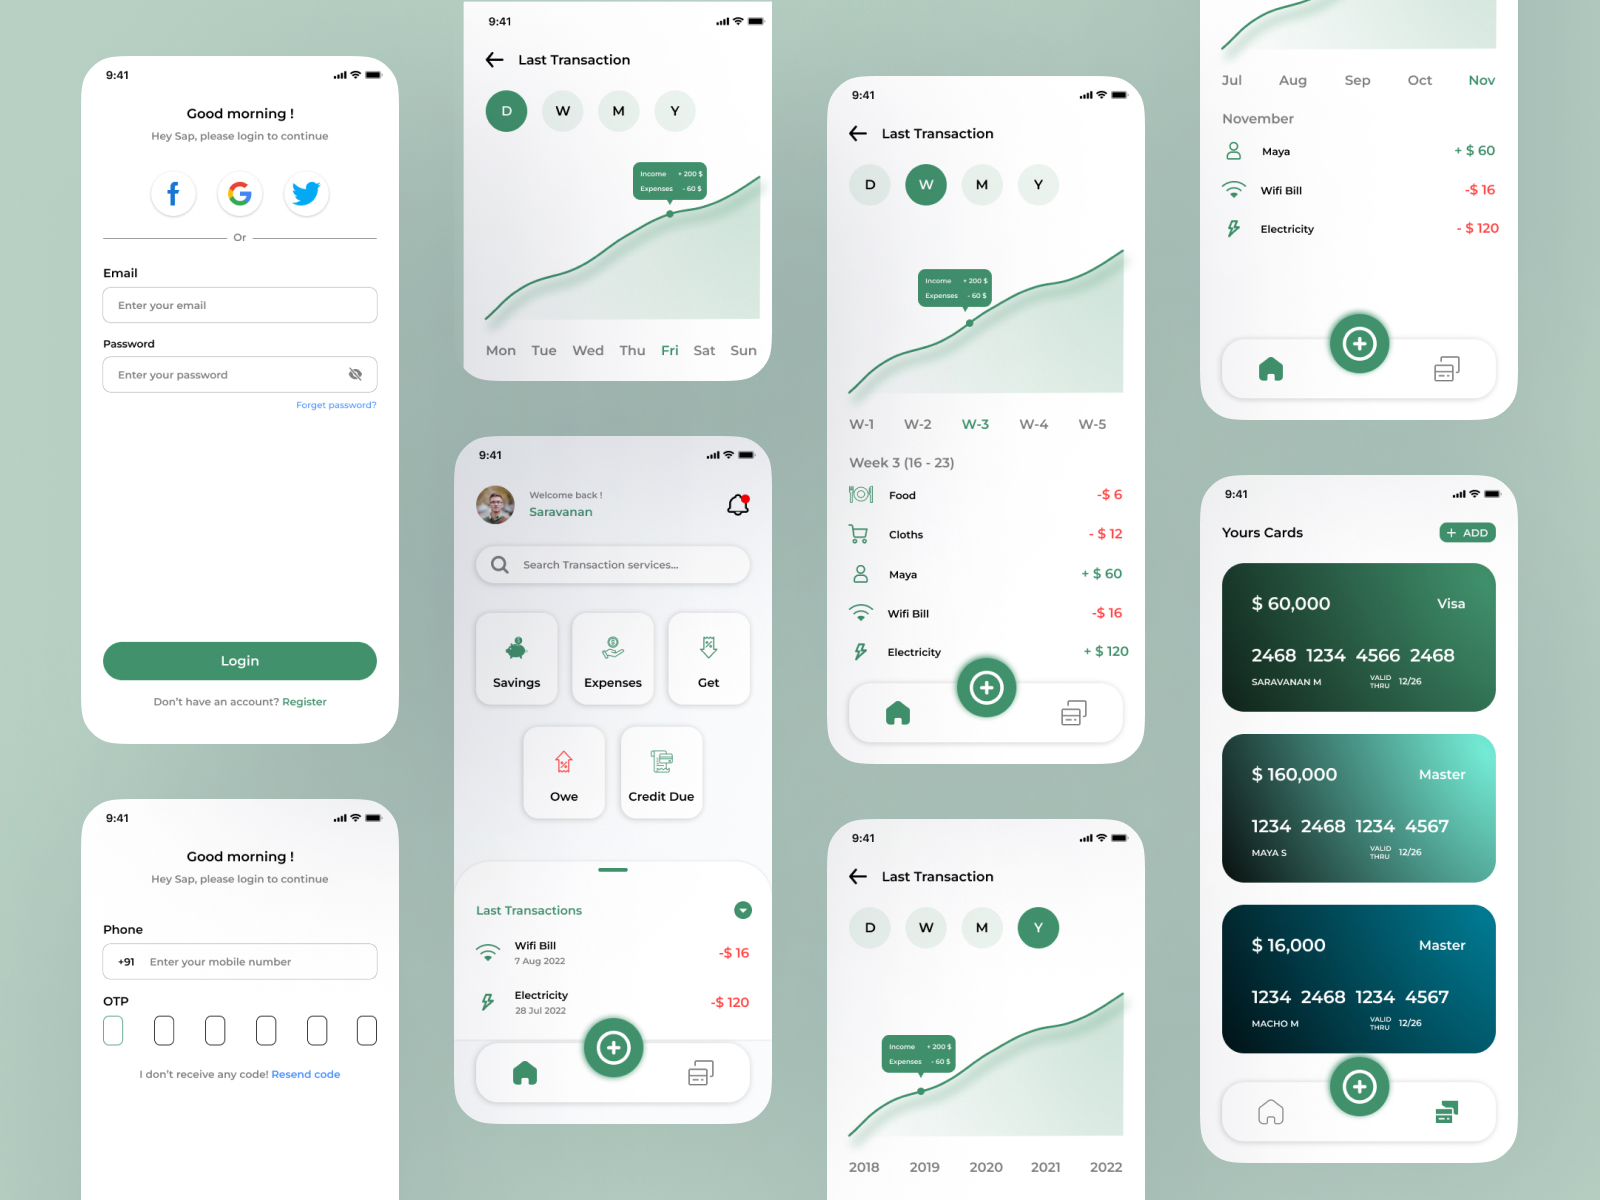 9:41
Good morning !
Hey Sap, please login to continue
Or
Email
Enter your email
Password
Enter your password
Forget password?
Login
Don't have an account? Register
9:41
Good morning !
Hey Sap, please login to continue
Phone
+91 Enter your mobile number
OTP
I don't receive any code! Resend code
9:41
Last Transaction
D W M Y
Income + 200 $
Expenses - 60 $
Mon Tue Wed Thu Fri Sat Sun
9:41
Welcome back !
Saravanan
Search Transaction services...
Savings Expenses Get
Owe Credit Due
Last Transactions
Wifi Bill
7 Aug 2022
-$ 16
Electricity
28 Jul 2022
-$ 120
9:41
Last Transaction
D W M Y
Income + 200 $
Expenses - 60 $
W-1 W-2 W-3 W-4 W-5
Week 3 (16 - 23)
Food -$ 6
Cloths - $ 12
Maya + $ 60
Wifi Bill -$ 16
Electricity + $ 120
9:41
Last Transaction
D W M Y
Income + 200 $
Expenses - 60 $
2018 2019 2020 2021 2022
Jul Aug Sep Oct Nov
November
Maya + $ 60
Wifi Bill -$ 16
Electricity - $ 120
9:41
Yours Cards
+ ADD
$ 60,000 Visa
2468 1234 4566 2468
SARAVANAN M VALID THRU 12/26
$ 160,000 Master
1234 2468 1234 4567
MAYA S VALID THRU 12/26
$ 16,000 Master
1234 2468 1234 4567
MACHO M VALID THRU 12/26